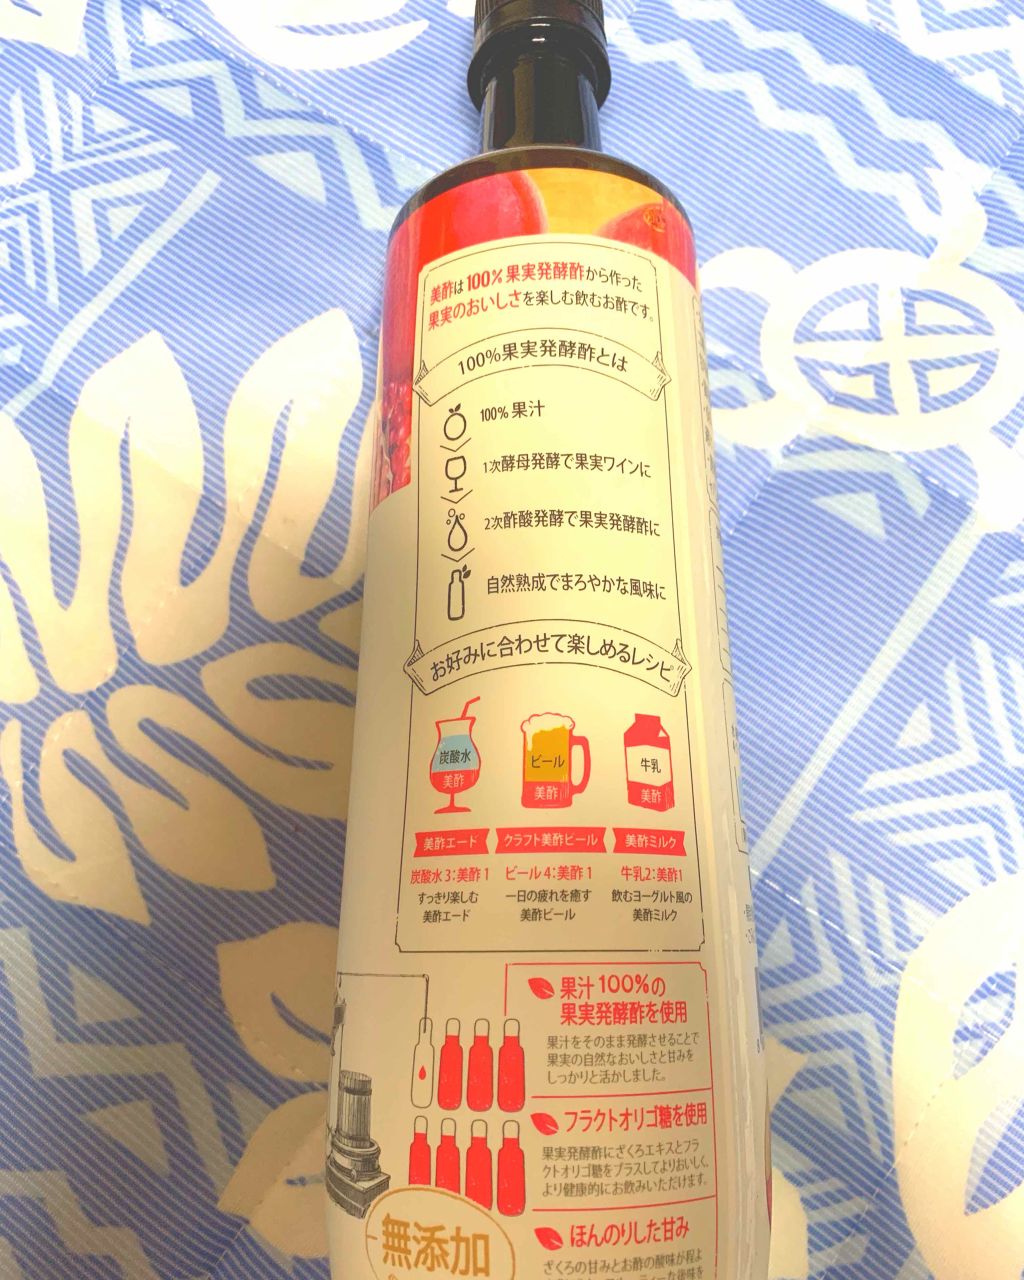 美酢は100%果実発酵酢から作った
果実のおいしさを楽しむ飲むお酢です。
100%果実発酵酢とは
100%果汁
1次酵母発酵で果実ワインに
2次酢酸発酵で果実発酵酢に
自然熟成でまろやかな風味に
お好みに合わせて楽しめるレシピ
炭酸水
美酢
ビール
美酢
牛乳
美酢
美酢エード
クラフト美酢ビール
美酢ミルク
炭酸水3:美酢1
ビール4:美酢1
牛乳2:美酢1
すっきり楽しむ
美酢エード
一日の疲れを癒す
美酢ビール
飲むヨーグルト風の
美酢ミルク
果汁100%の
果実発酵酢を使用
果汁をそのまま発酵させることで
果実の自然なおいしさと甘みを
しっかりと活かしました。
フラクトオリゴ糖を使用
果実発酵酢にざくろエキスとフラ
クトオリゴ糖をプラスしてよりおいしく、
より健康的にお飲みいただけます。
無添加
ほんのりした甘み
ざくろの甘みとお酢の酸味が程よ